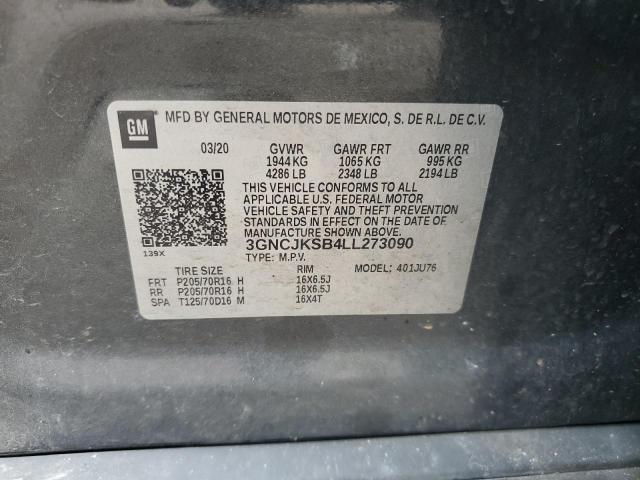 GM
MFD BY GENERAL MOTORS DE MEXICO, S. DE R.L. DE C.V.
03/20 GVWR GAWR FRT GAWR RR
1944 KG 1065 KG 995 KG
4286 LB 2348 LB 2194 LB
THIS VEHICLE CONFORMS TO ALL
APPLICABLE U.S. FEDERAL MOTOR
VEHICLE SAFETY AND THEFT PREVENTION
STANDARDS IN EFFECT ON THE DATE OF
MANUFACTURE SHOWN ABOVE.
3GNCJKSB4LL273090
139X
TYPE: M.P.V.
TIRE SIZE RIM MODEL: 401JU76
FRT P205/70R16 H 16X6.5J
RR P205/70R16 H 16X6.5J
SPA T125/70D16 M 16X4T